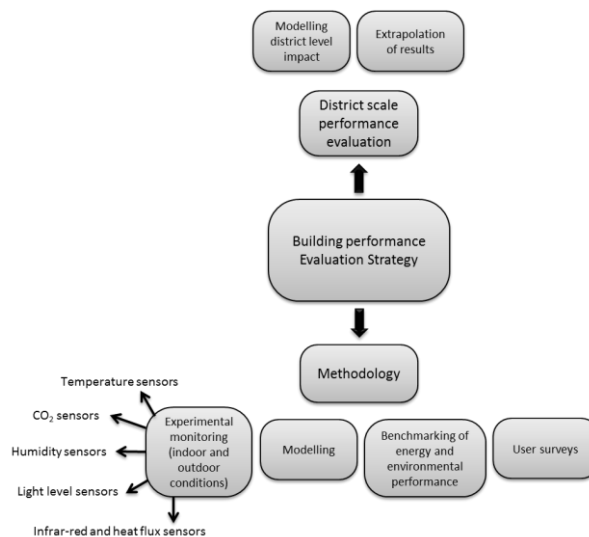 Modelling
district level
impact
Extrapolation
of results
District scale
performance
evaluation
Building performance
Evaluation Strategy
Methodology
Temperature sensors
CO₂ sensors
Humidity sensors
Light level sensors
Infrar-red and heat flux sensors
Experimental
monitoring
(indoor and
outdoor
conditions)
Modelling
Benchmarking of
energy and
environmental
performance
User surveys